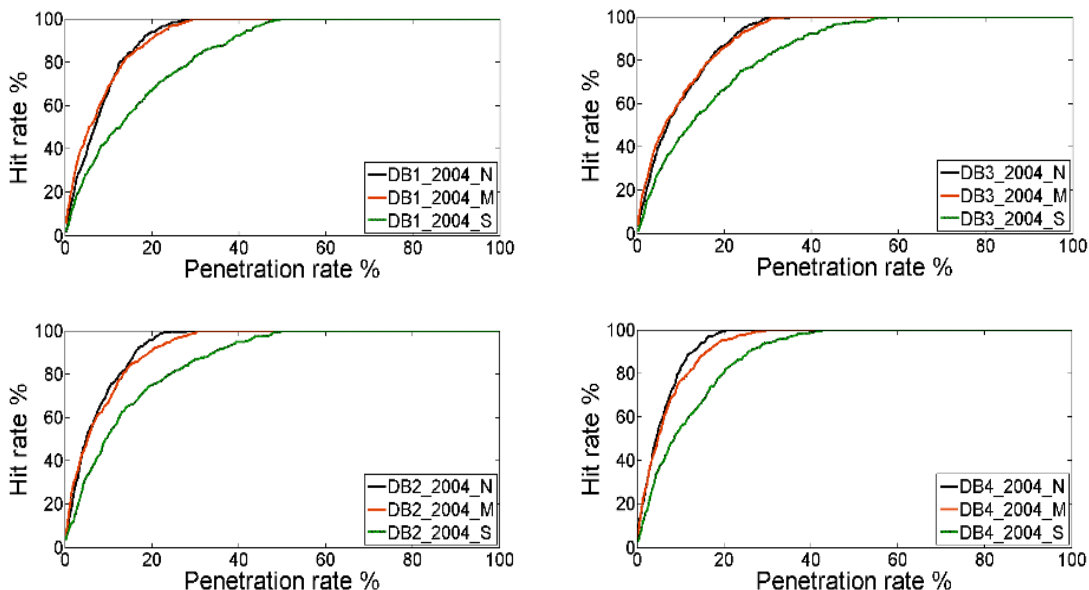 100
80
60
40
20
0
Hit rate %
0 20 40 60 80 100
Penetration rate %
DB1_2004_N
DB1_2004_M
DB1_2004_S
100
80
60
40
20
0
Hit rate %
0 20 40 60 80 100
Penetration rate %
DB3_2004_N
DB3_2004_M
DB3_2004_S
100
80
60
40
20
0
Hit rate %
0 20 40 60 80 100
Penetration rate %
DB2_2004_N
DB2_2004_M
DB2_2004_S
100
80
60
40
20
0
Hit rate %
0 20 40 60 80 100
Penetration rate %
DB4_2004_N
DB4_2004_M
DB4_2004_S